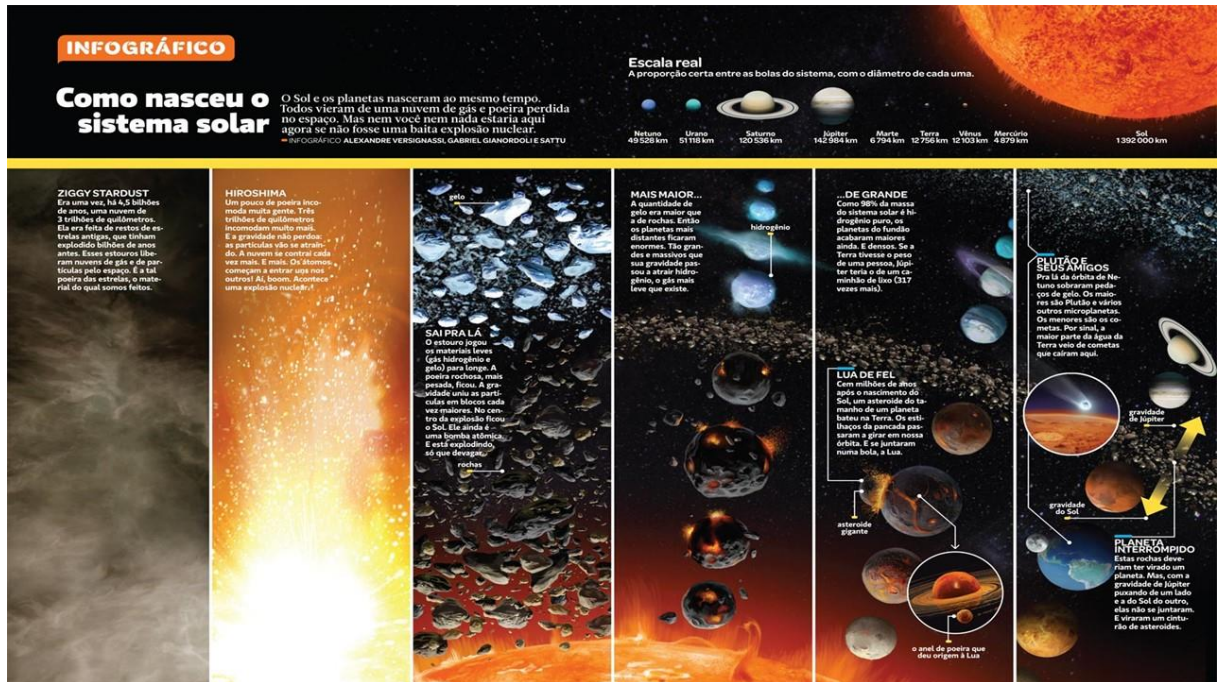 INFOGRÁFICO
Como nasceu o
sistema solar
O Sol e os planetas nasceram ao mesmo tempo.
Todos vieram de uma nuvem de gás e poeira perdida
no espaço. Mas nem você nem nada estaria aqui
agora se não fosse uma baita explosão nuclear.
INFOGRÁFICO ALEXANDRE VERSIGNASSI, GABRIEL GIANORDOLI E SATTU
Escala real
A proporção certa entre as bolas do sistema, com o diâmetro de cada uma.
Netuno
49 528 km
Urano
51 118 km
Saturno
120 536 km
Júpiter
142 984 km
Marte
6 794 km
Terra
12 756 km
Vênus
12 103 km
Mercúrio
4 879 km
Sol
1 392 000 km
ZIGGY STARDUST
Era uma vez, há 4,5 bilhões
de anos, uma nuvem de
3 trilhões de quilômetros.
Ela era feita de restos de es-
trelas antigas, que tinham
explodido bilhões de anos
antes. Esses estouros libe-
ram nuvens de gás e de par-
tículas pelo espaço. É a tal
poeira das estrelas, o mate-
rial do qual somos feitos.
HIROSHIMA
Um pouco de poeira inco-
moda muita gente. Três
trilhões de quilômetros
incomodam muito mais.
E a gravidade não perdoa:
as partículas vão se atrain-
do. A nuvem se contrai cada
vez mais. E mais. Os átomos
começam a entrar uns nos
outros! Aí, boom. Acontece
uma explosão nuclear.
gelo
SAI PRA LÁ
O estouro jogou
os materiais leves
(gás hidrogênio e
gelo) para longe. A
poeira rochosa, mais
pesada, ficou. A gra-
vidade uniu as partí-
culas em blocos cada
vez maiores. No cen-
tro da explosão ficou
o Sol. Ele ainda é
uma bomba atômica.
E está explodindo,
só que devagar.
rochas
MAIS MAIOR...
A quantidade de
gelo era maior que
a de rochas. Então
os planetas mais
distantes ficaram
enormes. Tão gran-
des e massivos que
sua gravidade pas-
sou a atrair hidro-
gênio, o gás mais
leve que existe.
hidrogênio
...DE GRANDE
Como 98% da massa
do sistema solar é hi-
drogênio puro, os
planetas do fundão
acabaram maiores
ainda. E densos. Se a
Terra tivesse o peso
de uma pessoa, Júpi-
ter teria o de um ca-
minhão de lixo (317
vezes mais).
LUA DE FEL
Cem milhões de anos
após o nascimento do
Sol, um asteroide do ta-
manho de um planeta
bateu na Terra. Os esti-
lhaços da pancada pas-
saram a girar em nossa
órbita. E se juntaram
numa bola, a Lua.
asteroide
gigante
o anel de poeira que
deu origem à Lua
PLUTÃO E
SEUS AMIGOS
Pra lá da órbita de Ne-
tuno sobraram peda-
ços de gelo. Os maio-
res são Plutão e vários
outros microplanetas.
Os menores são os co-
metas. Por sinal, a
maior parte da água da
Terra veio de cometas
que caíram aqui.
gravidade
de Júpiter
gravidade
do Sol
PLANETA
INTERROMPIDO
Estas rochas deve-
riam ter virado um
planeta. Mas, com a
gravidade de Júpiter
puxando de um lado
e a do Sol do outro,
elas não se juntaram.
E viraram um cintu-
rão de asteroides.